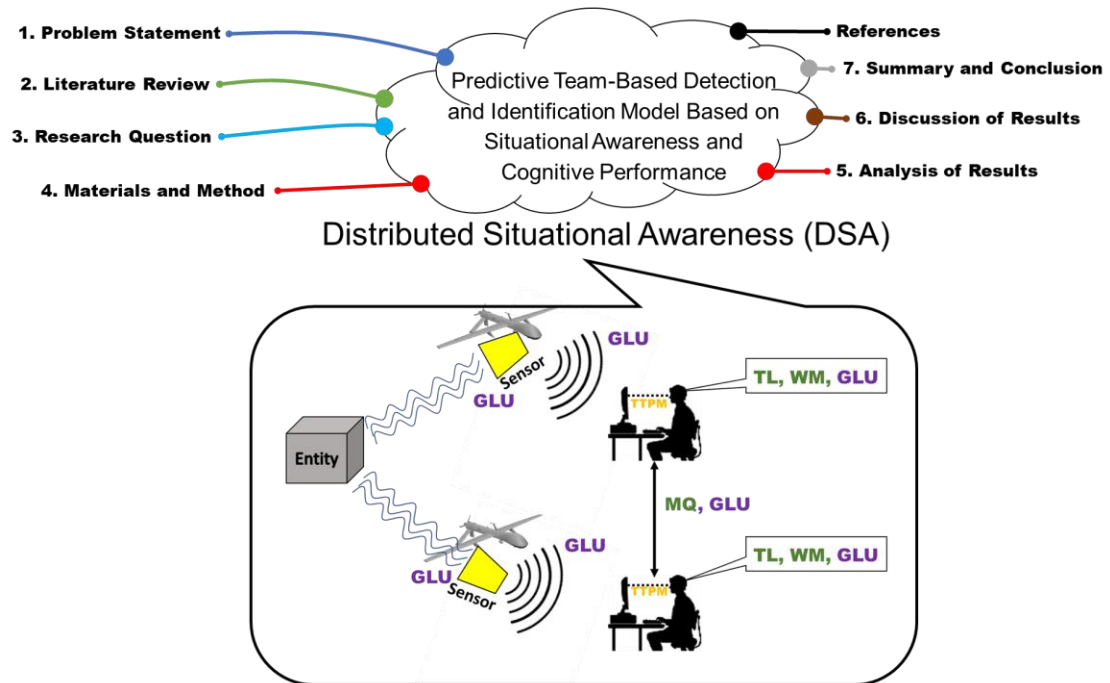 1. Problem Statement
2. Literature Review
3. Research Question
4. Materials and Method
Predictive Team-Based Detection
and Identification Model Based on
Situational Awareness and
Cognitive Performance
References
7. Summary and Conclusion
6. Discussion of Results
5. Analysis of Results
Distributed Situational Awareness (DSA)
GLU
Sensor
GLU
TL, WM, GLU
TTPM
Entity
MQ, GLU
GLU
GLU
Sensor
TL, WM, GLU
TTPM